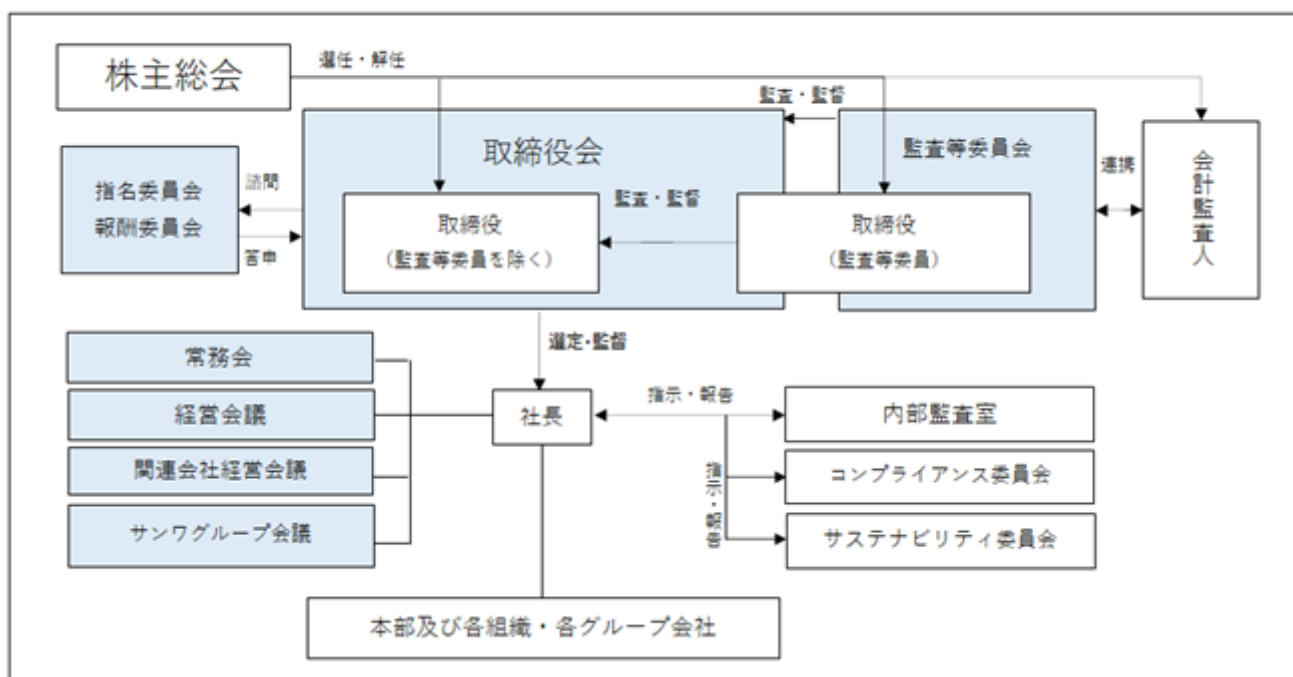 株主総会
選任・解任
監査・監督
取締役会
監査等委員会
会計監査人
連携
指名委員会
報酬委員会
諮問
答申
取締役
(監査等委員を除く)
監査・監督
取締役
(監査等委員)
選定・監督
常務会
経営会議
関連会社経営会議
サンワグループ会議
社長
指示・報告
指示・報告
内部監査室
コンプライアンス委員会
サステナビリティ委員会
本部及び各組織・各グループ会社